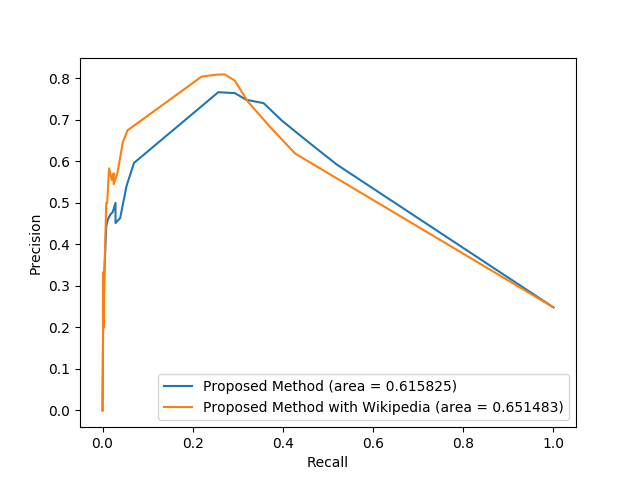 0.8
0.7
0.6
0.5
0.4
0.3
0.2
0.1
0.0
Precision
Proposed Method (area = 0.615825)
Proposed Method with Wikipedia (area = 0.651483)
0.0 0.2 0.4 0.6 0.8 1.0
Recall